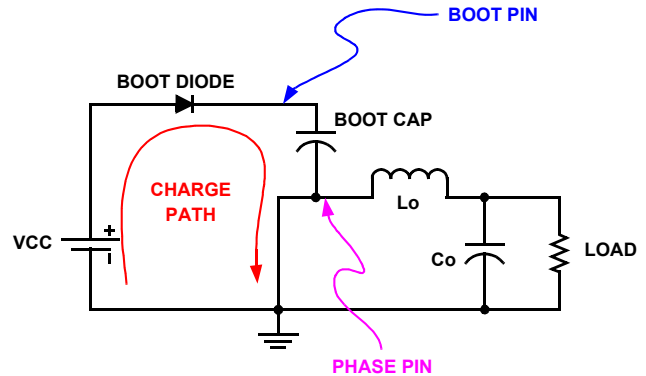 BOOT PIN
BOOT DIODE
BOOT CAP
CHARGE
PATH
Lo
VCC
+
Co
LOAD
PHASE PIN